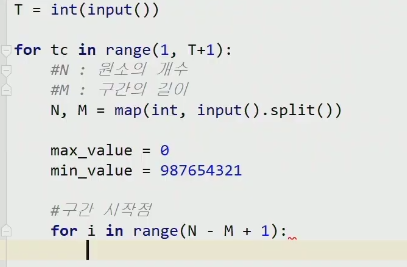 T = int(input())
for tc in range(1, T+1):
#N : 원소의 개수
#M : 구간의 길이
N, M = map(int, input().split())
max_value = 0
min_value = 987654321
#구간 시작점
for i in range(N - M + 1):